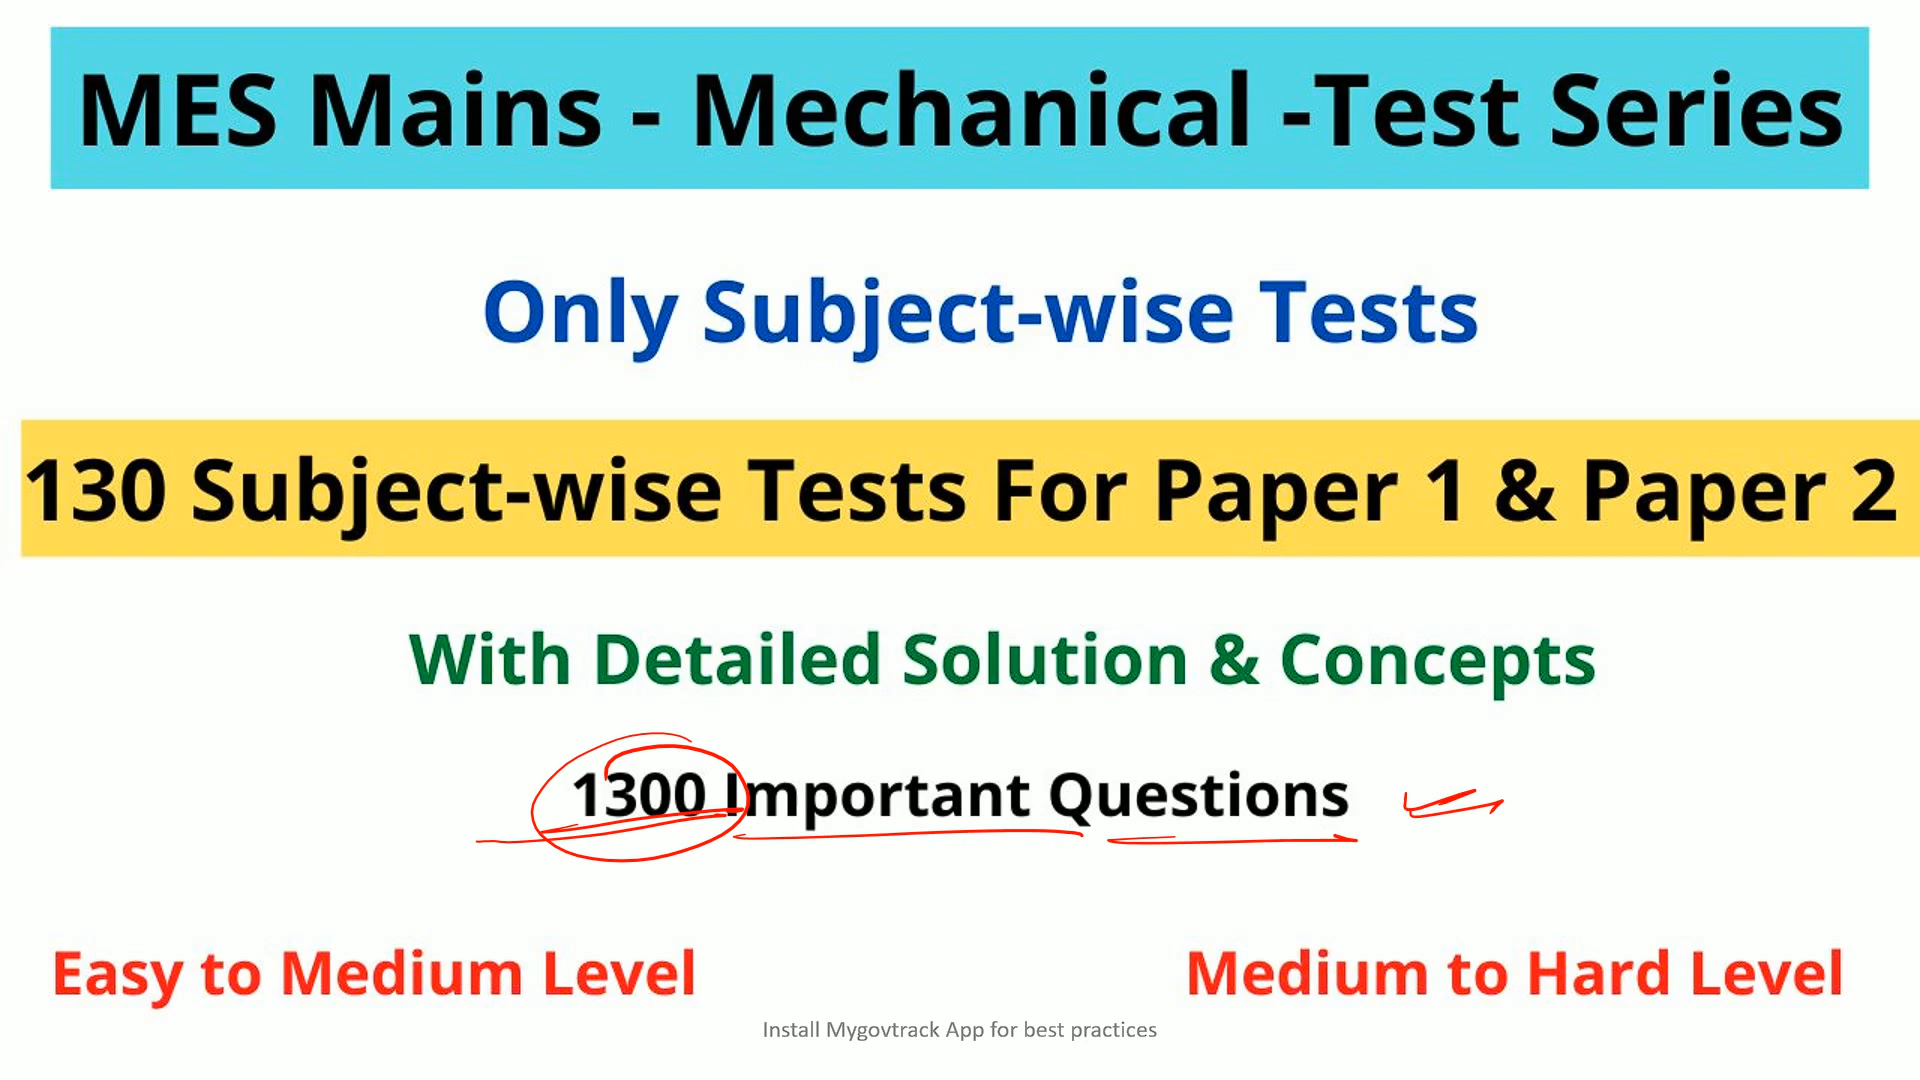 MES Mains - Mechanical -Test Series
Only Subject-wise Tests
130 Subject-wise Tests For Paper 1 & Paper 2
With Detailed Solution & Concepts
1300 Important Questions
Easy to Medium Level
Medium to Hard Level
Install Mygovtrack App for best practices